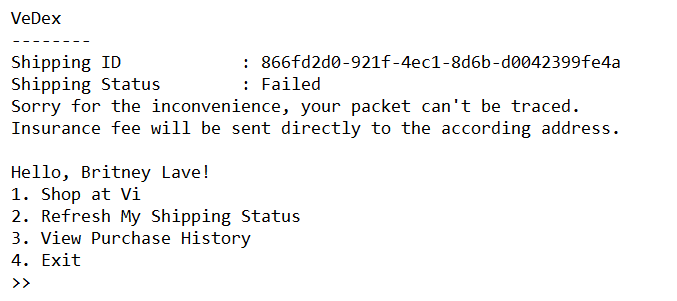 VeDex
--------
Shipping ID            : 866fd2d0-921f-4ec1-8d6b-d0042399fe4a
Shipping Status        : Failed
Sorry for the inconvenience, your packet can't be traced.
Insurance fee will be sent directly to the according address.

Hello, Britney Lave!
1. Shop at Vi
2. Refresh My Shipping Status
3. View Purchase History
4. Exit
>>